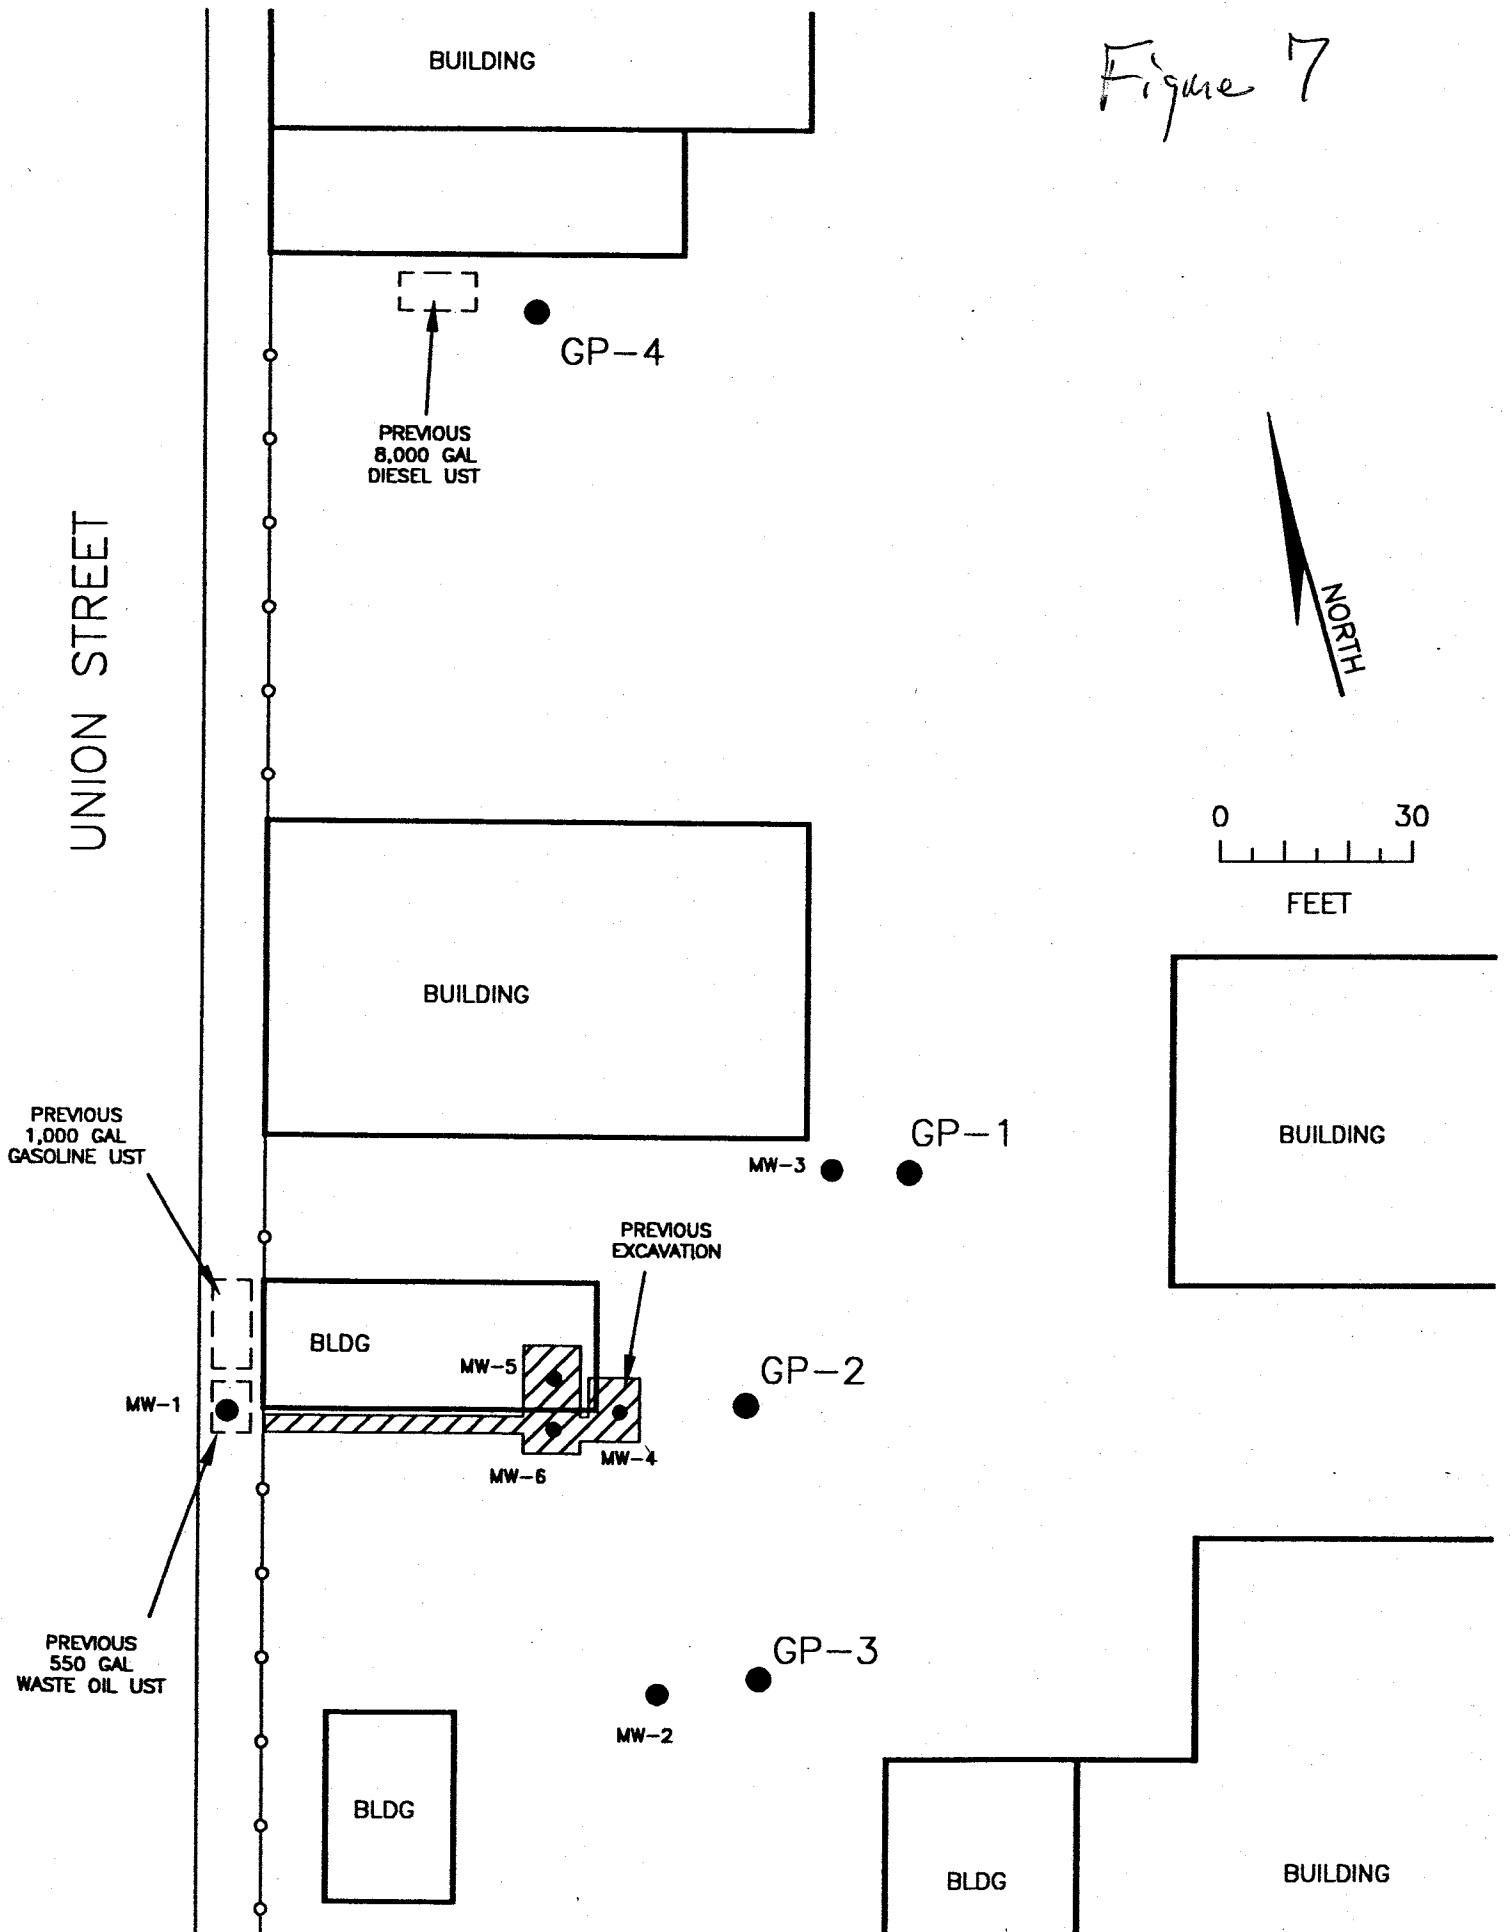 Figure 7
BUILDING
GP-4
PREVIOUS
8,000 GAL
DIESEL UST
UNION STREET
NORTH
0 30
FEET
BUILDING
BUILDING
PREVIOUS
1,000 GAL
GASOLINE UST
MW-3
GP-1
PREVIOUS
EXCAVATION
BLDG
MW-5
GP-2
MW-1
MW-6
MW-4
PREVIOUS
550 GAL
WASTE OIL UST
GP-3
MW-2
BLDG
BLDG
BUILDING